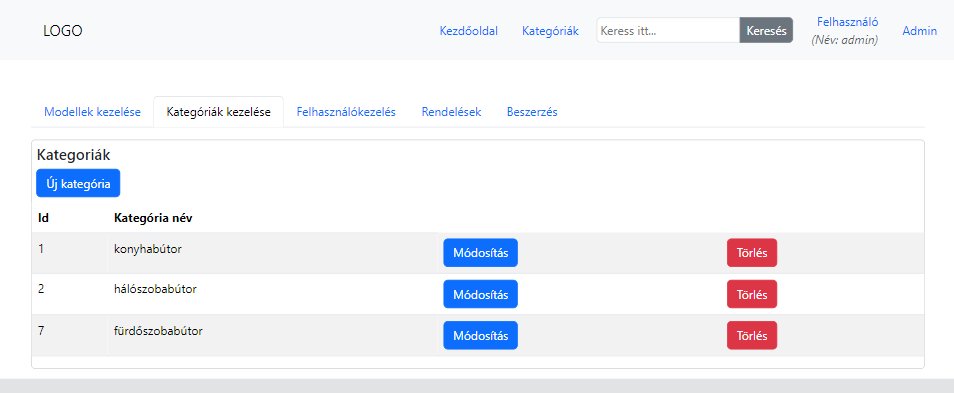 LOGO
Kezdőoldal Kategóriák Keress itt... Keresés Felhasználó
(Név: admin) Admin
Modellek kezelése Kategóriák kezelése Felhasználókezelés Rendelések Beszerzés
Kategoriák
Új kategória
Id Kategória név
1 konyhabútor Módosítás Törlés
2 hálószobabútor Módosítás Törlés
7 fürdőszobabútor Módosítás Törlés